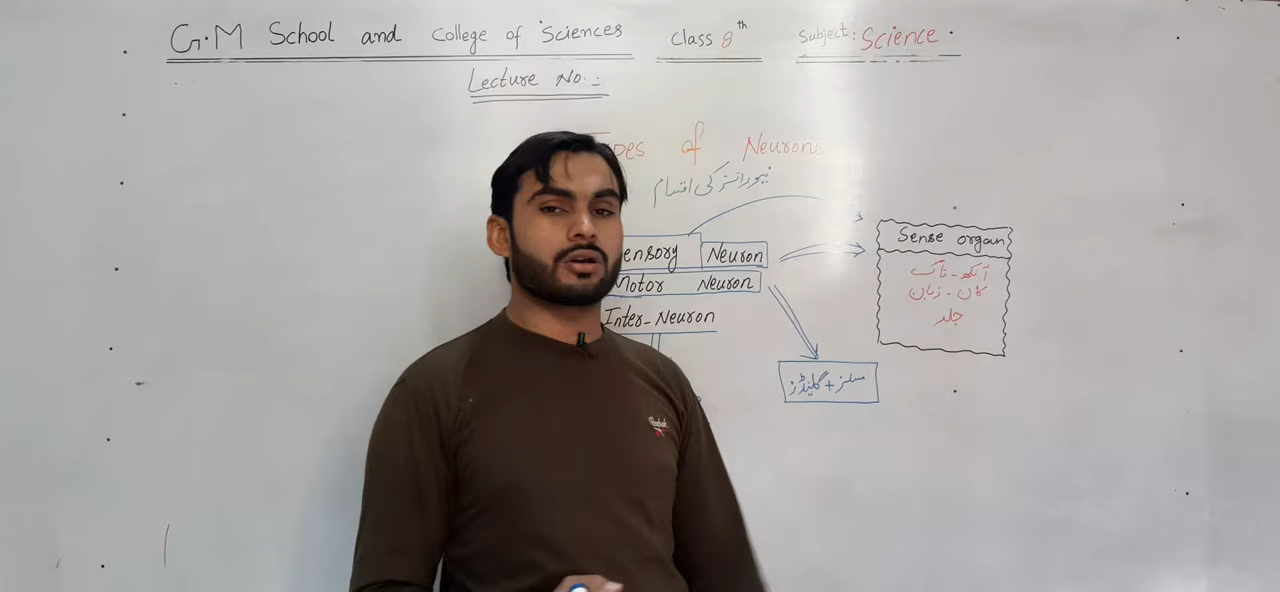 G.M School and College of Sciences Class 8th Subject: Science
Lecture No.=
of Neurons
نیورانز کی اقسام
Sensory Neuron
Motor Neuron
Inter-Neuron
Sense organ
آنکھ - ناک
کان - زبان
جلد
مسلز + گلینڈز